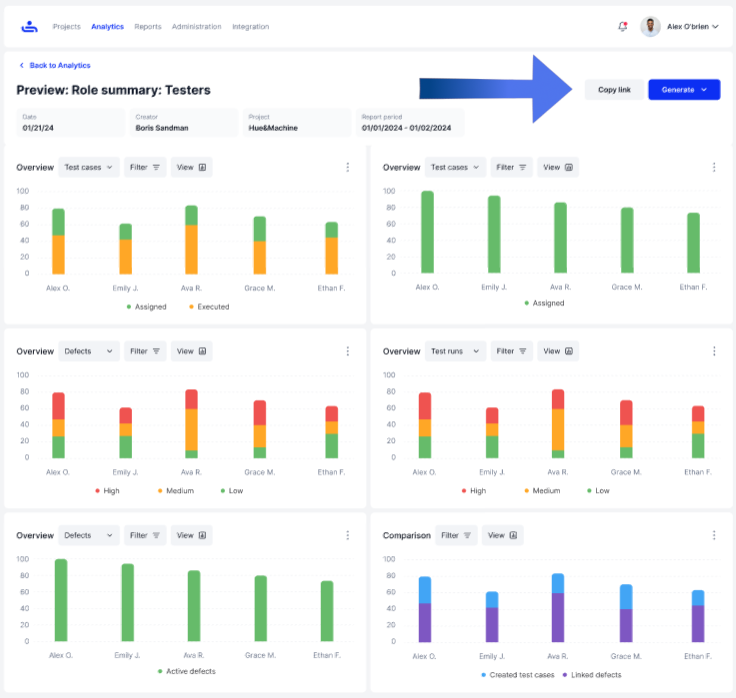 Projects Analytics Reports Administration Integration Alex O'brien
Back to Analytics
Preview: Role summary: Testers Copy link Generate
Date Creator Project Report period
01/21/24 Boris Sandman Hue&Machine 01/01/2024 - 01/02/2024
Overview Test cases Filter View
100
80
60
40
20
0
Alex O. Emily J. Ava R. Grace M. Ethan F.
Assigned Executed
Overview Test cases Filter View
100
80
60
40
20
0
Alex O. Emily J. Ava R. Grace M. Ethan F.
Assigned
Overview Defects Filter View
100
80
60
40
20
0
Alex O. Emily J. Ava R. Grace M. Ethan F.
High Medium Low
Overview Test runs Filter View
100
80
60
40
20
0
Alex O. Emily J. Ava R. Grace M. Ethan F.
High Medium Low
Overview Defects Filter View
100
80
60
40
20
0
Alex O. Emily J. Ava R. Grace M. Ethan F.
Active defects
Comparison Filter View
100
80
60
40
20
0
Alex O. Emily J. Ava R. Grace M. Ethan F.
Created test cases Linked defects